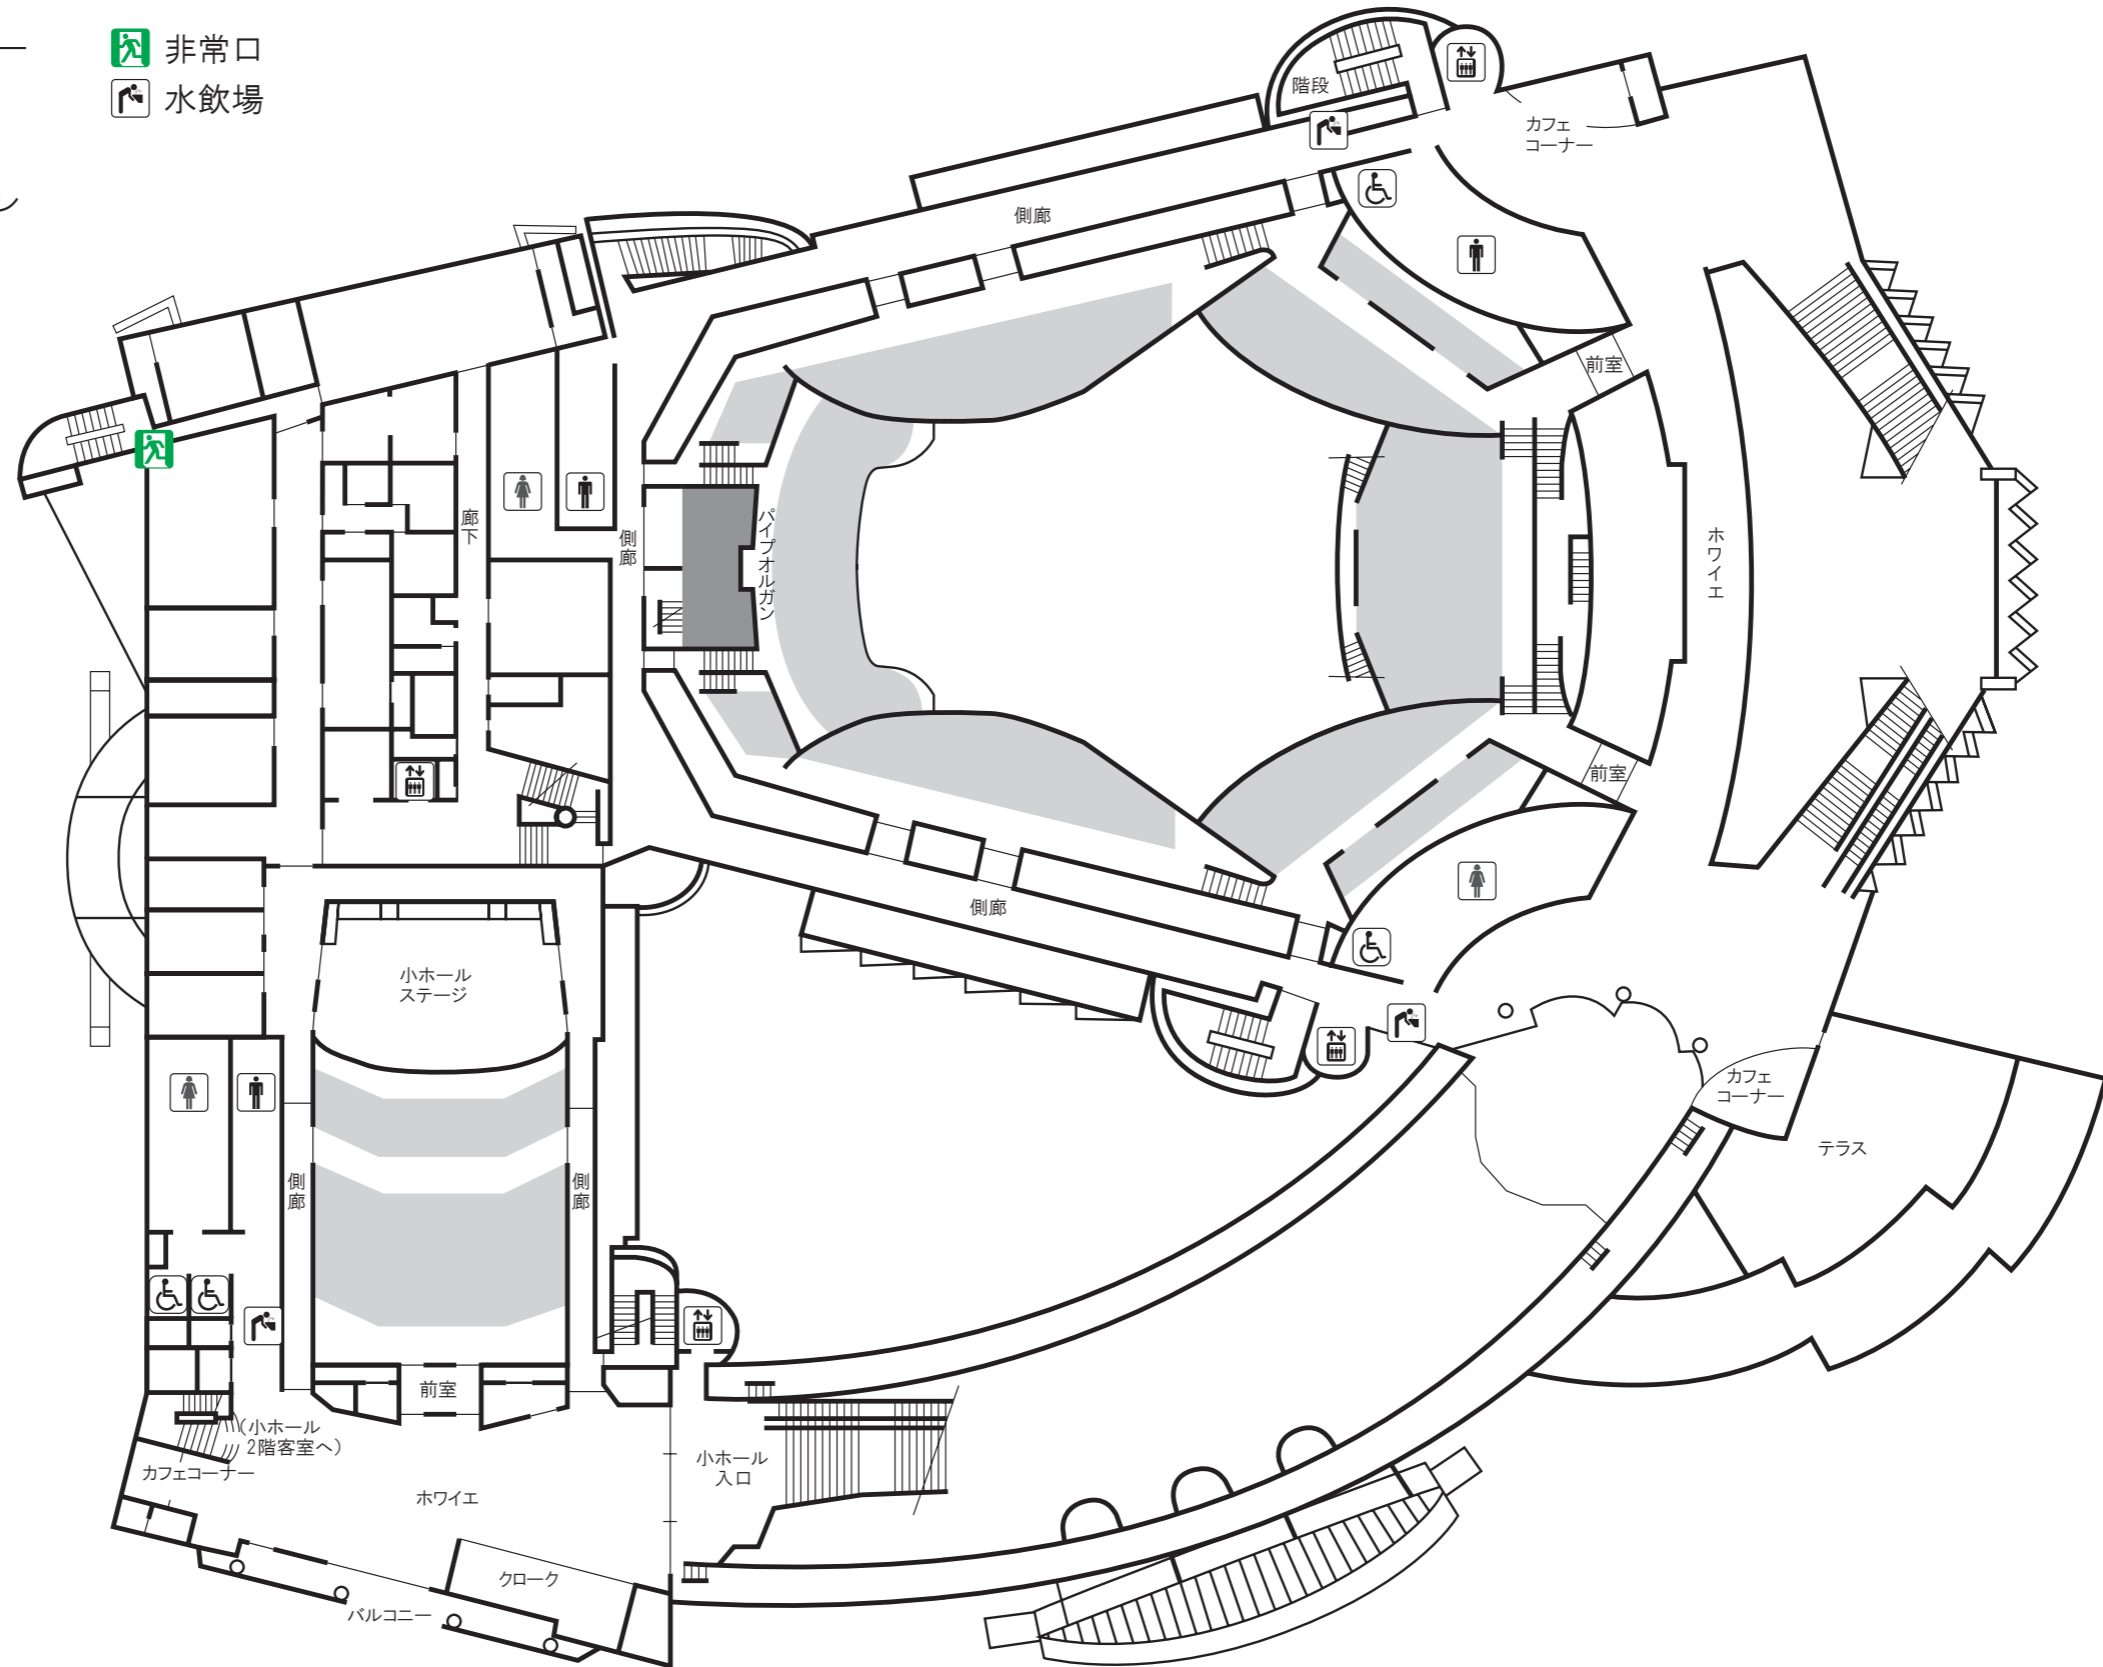 非常口
水飲場
階段
カフェ
コーナー
側廊
前室
廊下
側廊
パイプオルガン
ホワイエ
前室
側廊
小ホール
ステージ
カフェ
コーナー
テラス
側廊
側廊
前室
(小ホール
2階客室へ)
カフェコーナー
ホワイエ
小ホール
入口
クローク
バルコニー